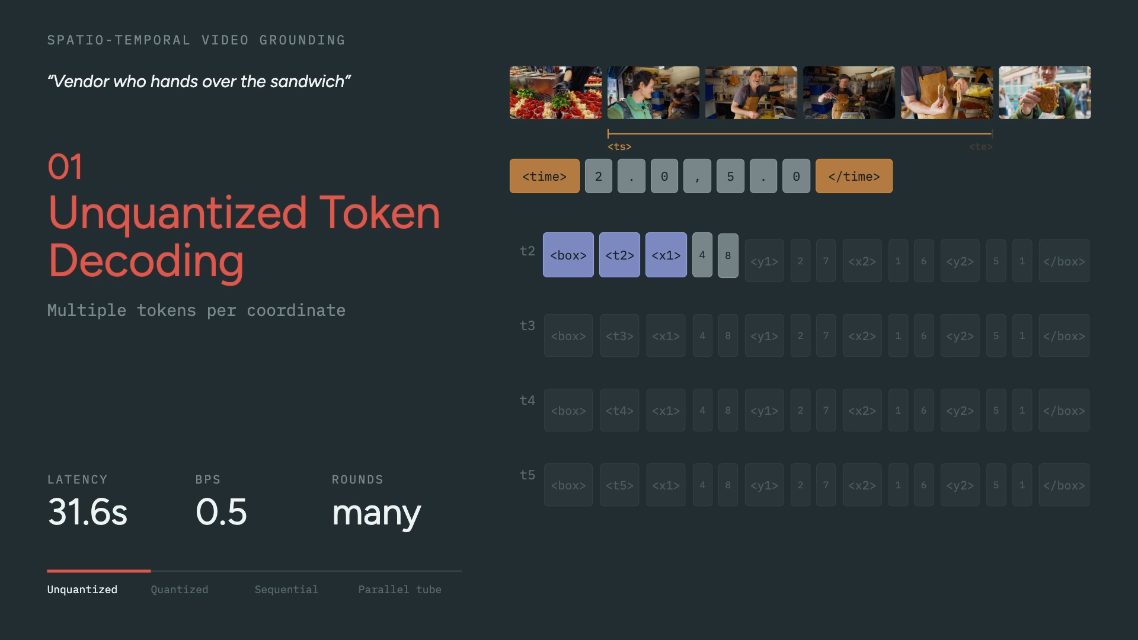 SPATIO-TEMPORAL VIDEO GROUNDING
“Vendor who hands over the sandwich”
01
Unquantized Token
Decoding
Multiple tokens per coordinate
LATENCY BPS ROUNDS
31.6s 0.5 many
Unquantized Quantized Sequential Parallel tube
<ts> <te>
<time> 2 . 0 , 5 . 0 </time>
t2 <box> <t2> <x1> 4 8 <y1> 2 7 <x2> 1 6 <y2> 5 1 </box>
t3 <box> <t3> <x1> 4 8 <y1> 2 7 <x2> 1 6 <y2> 5 1 </box>
t4 <box> <t4> <x1> 4 8 <y1> 2 7 <x2> 1 6 <y2> 5 1 </box>
t5 <box> <t5> <x1> 4 8 <y1> 2 7 <x2> 1 6 <y2> 5 1 </box>